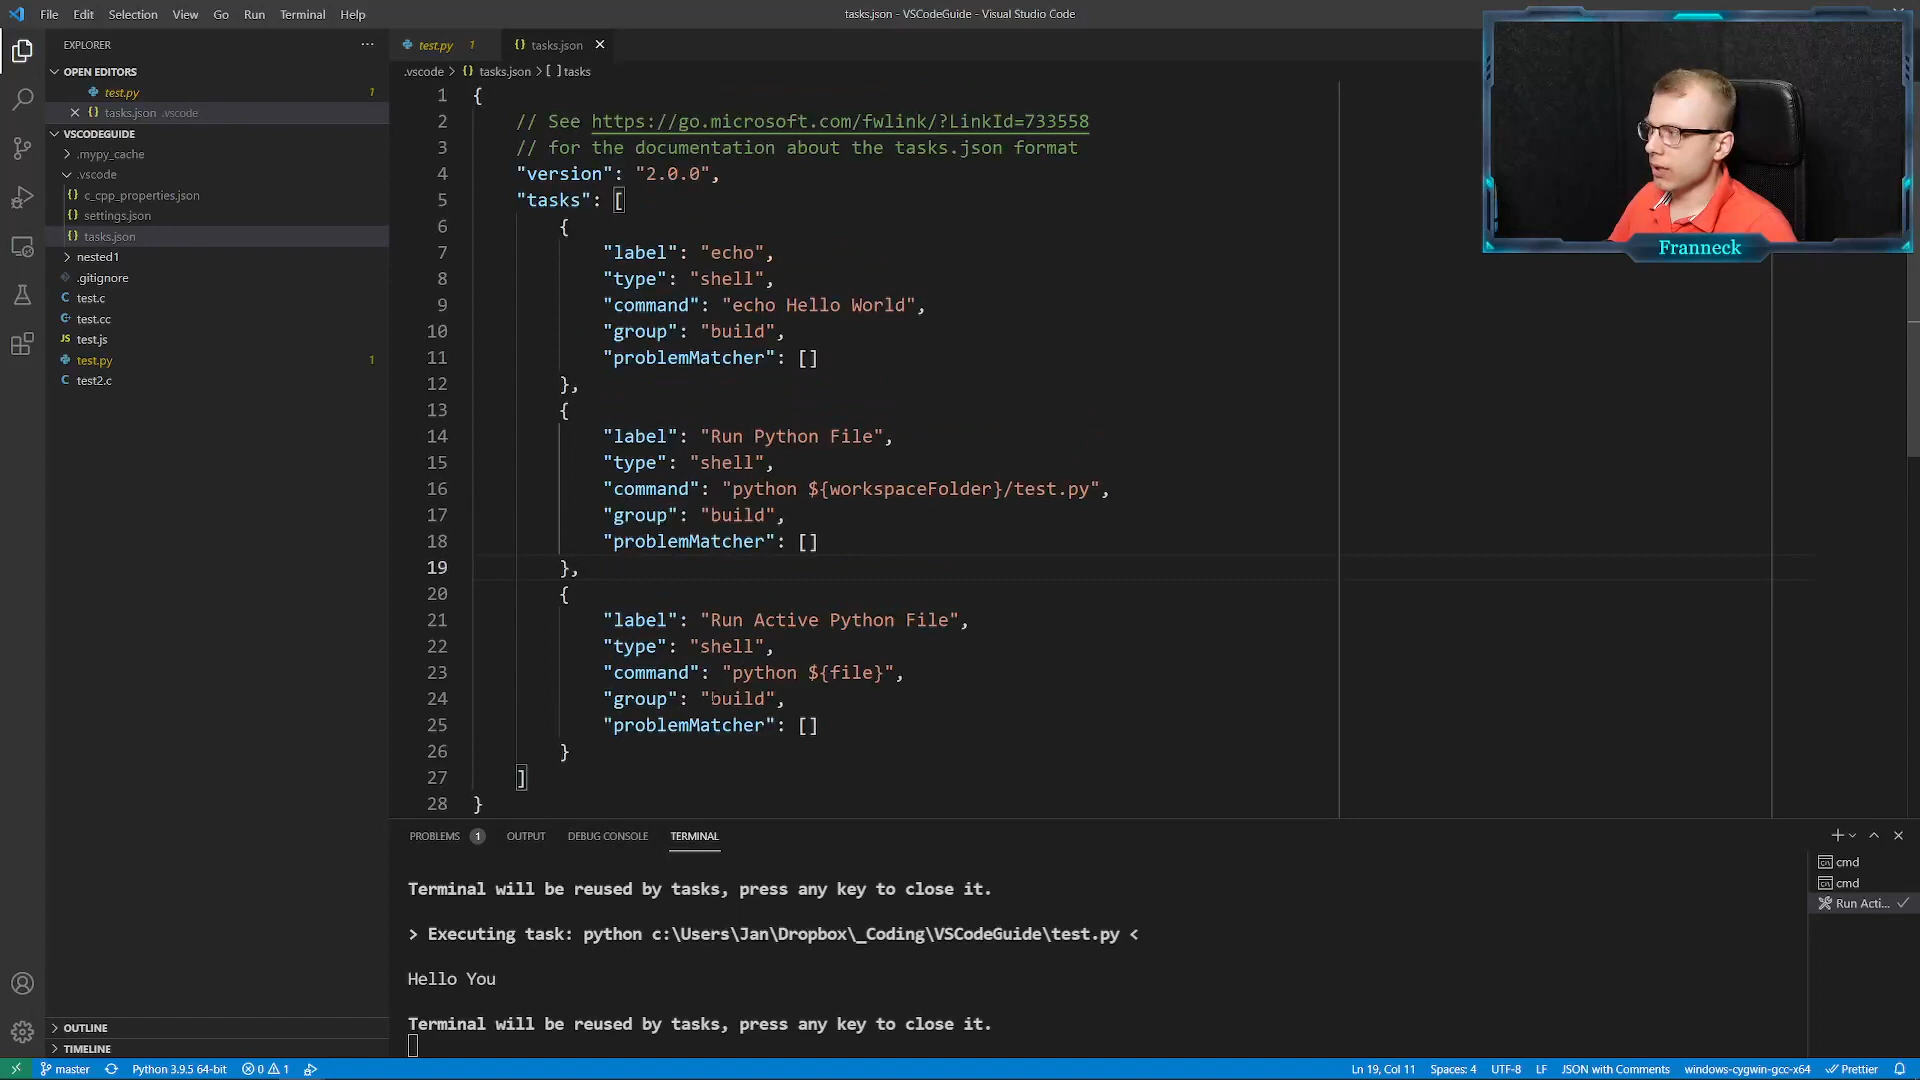 File Edit Selection View Go Run Terminal Help
tasks.json - VSCodeGuide - Visual Studio Code
EXPLORER
OPEN EDITORS
test.py 1
tasks.json .vscode
VSCODEGUIDE
.mypy_cache
.vscode
c_cpp_properties.json
settings.json
tasks.json
nested1
.gitignore
test.c
test.cc
test.js
test.py 1
test2.c
OUTLINE
TIMELINE
test.py 1
tasks.json
.vscode > {} tasks.json > [ ] tasks
1 {
2 // See https://go.microsoft.com/fwlink/?LinkId=733558
3 // for the documentation about the tasks.json format
4 "version": "2.0.0",
5 "tasks": [
6 {
7 "label": "echo",
8 "type": "shell",
9 "command": "echo Hello World",
10 "group": "build",
11 "problemMatcher": []
12 },
13 {
14 "label": "Run Python File",
15 "type": "shell",
16 "command": "python ${workspaceFolder}/test.py",
17 "group": "build",
18 "problemMatcher": []
19 },
20 {
21 "label": "Run Active Python File",
22 "type": "shell",
23 "command": "python ${file}",
24 "group": "build",
25 "problemMatcher": []
26 }
27 ]
28 }
Franneck
PROBLEMS 1 OUTPUT DEBUG CONSOLE TERMINAL
Terminal will be reused by tasks, press any key to close it.
> Executing task: python c:\Users\Jan\Dropbox\_Coding\VSCodeGuide\test.py <
Hello You
Terminal will be reused by tasks, press any key to close it.
cmd
cmd
Run Acti...
master Python 3.9.5 64-bit 0 1
Ln 19, Col 11 Spaces: 4 UTF-8 LF JSON with Comments windows-cygwin-gcc-x64 Prettier